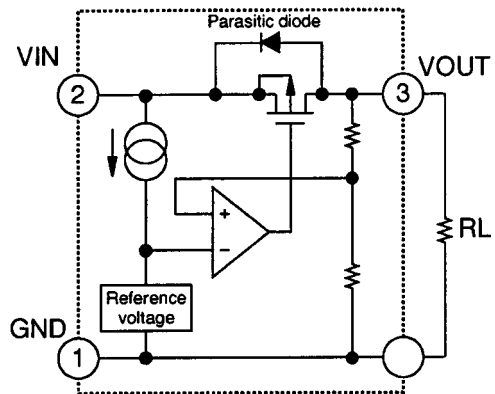 Parasitic diode
VIN
VOUT
2
3
+
−
RL
Reference
voltage
GND
1